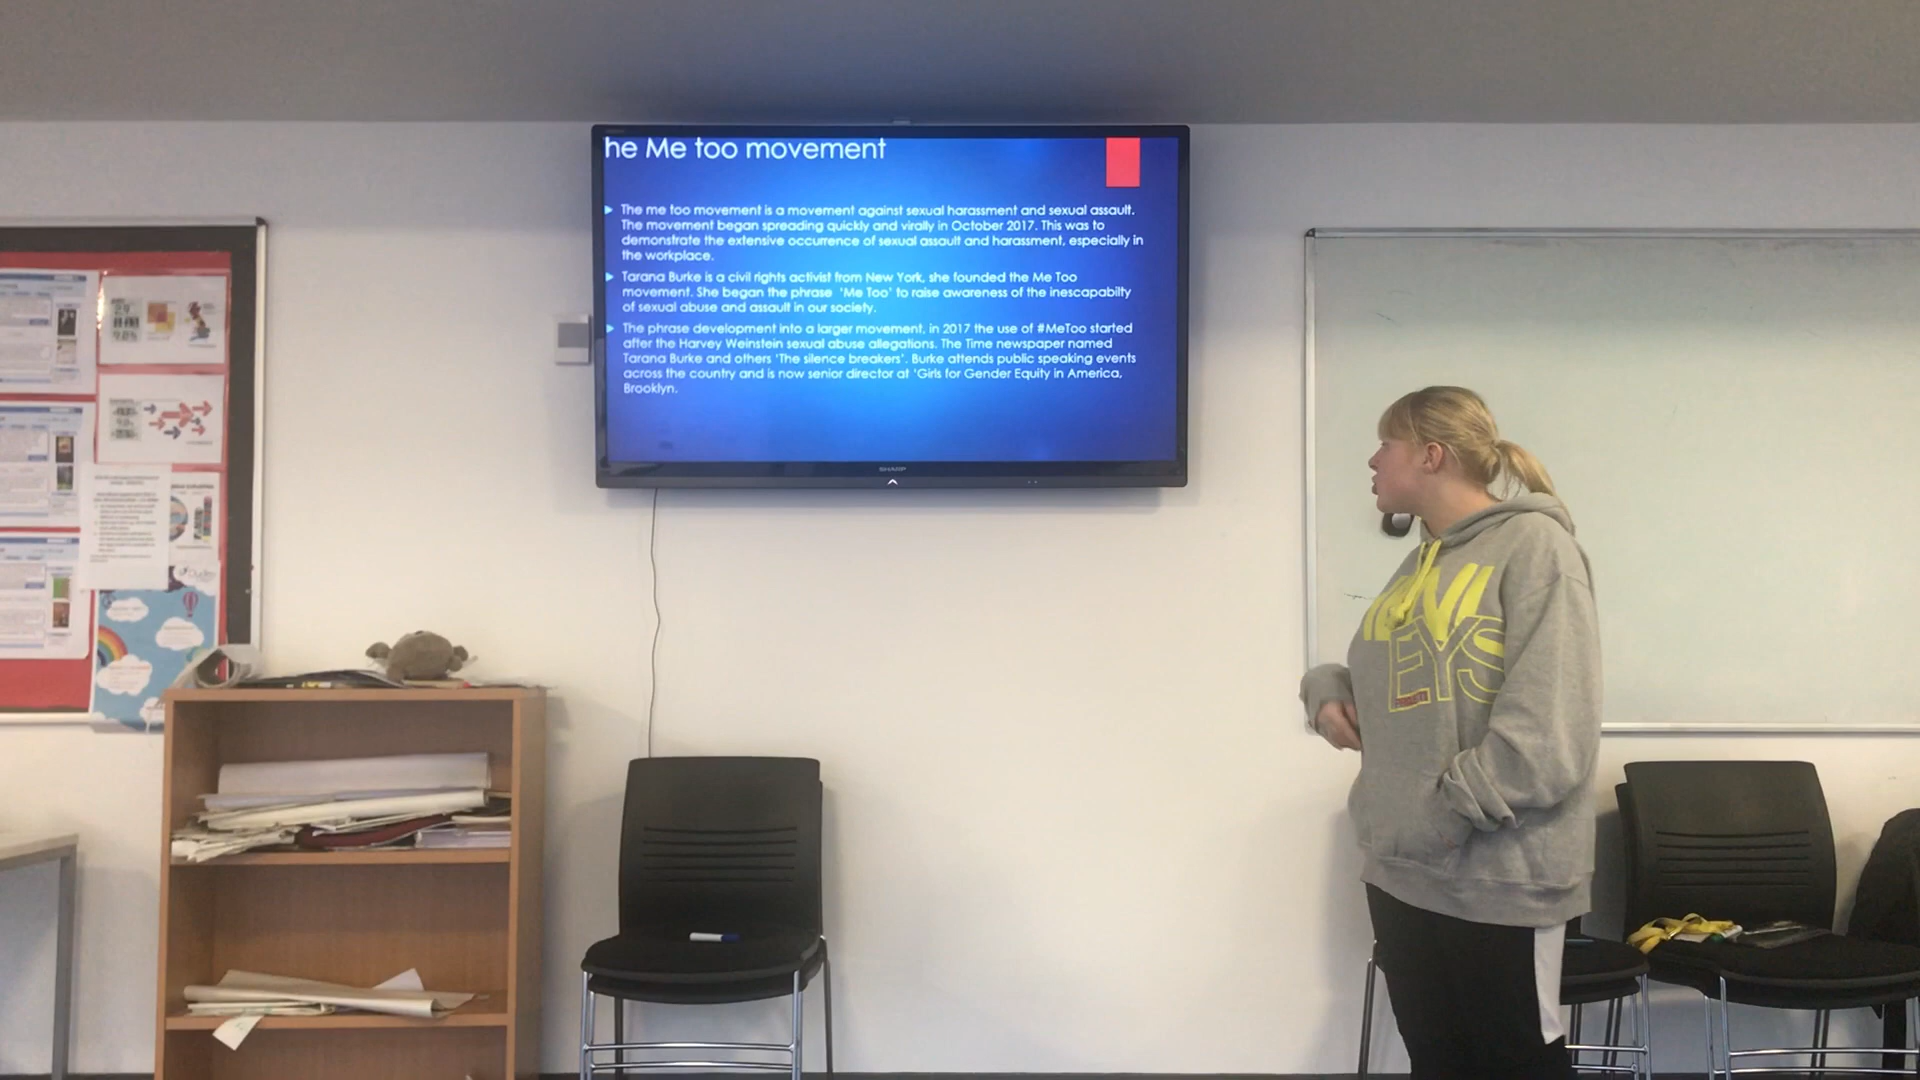 he Me too movement
The me too movement is a movement against sexual harassment and sexual assault.
The movement began spreading quickly and virally in October 2017. This was to
demonstrate the extensive occurrence of sexual assault and harassment, especially in
the workplace.
Tarana Burke is a civil rights activist from New York, she founded the Me Too
movement. She began the phrase 'Me Too' to raise awareness of the inescapabilty
of sexual abuse and assault in our society.
The phrase development into a larger movement, in 2017 the use of #MeToo started
after the Harvey Weinstein sexual abuse allegations. The Time newspaper named
Tarana Burke and others 'The silence breakers'. Burke attends public speaking events
across the country and is now senior director at 'Girls for Gender Equity in America,
Brooklyn.
SHARP
EYS